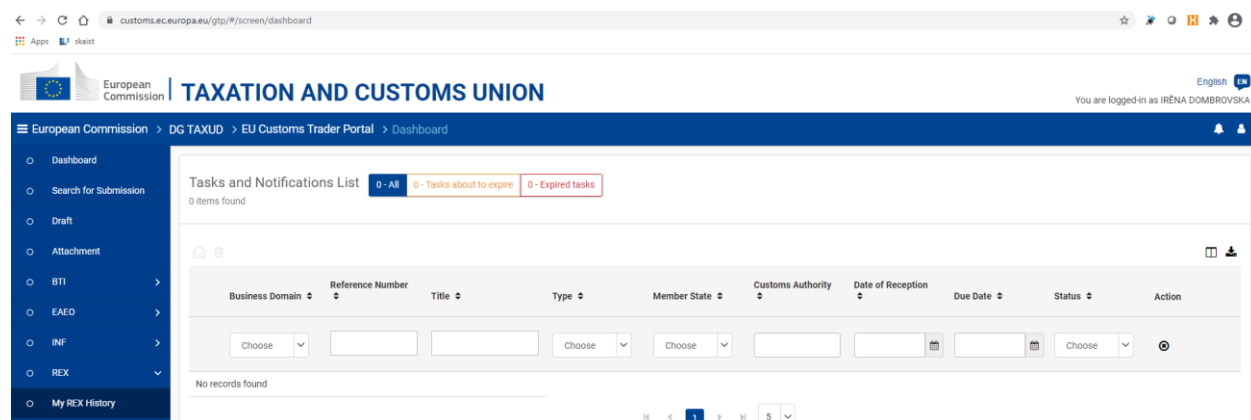 customs.ec.europa.eu/gtp/#/screen/dashboard
Apps skaist
European Commission
TAXATION AND CUSTOMS UNION
English EN
You are logged-in as IRĒNA DOMBROVSKA
European Commission > DG TAXUD > EU Customs Trader Portal > Dashboard
Dashboard
Search for Submission
Draft
Attachment
BTI
EAEO
INF
REX
My REX History
Tasks and Notifications List 0 - All 0 - Tasks about to expire 0 - Expired tasks
0 items found
Business Domain Reference Number Title Type Member State Customs Authority Date of Reception Due Date Status Action
Choose Choose Choose Choose
No records found
1 5